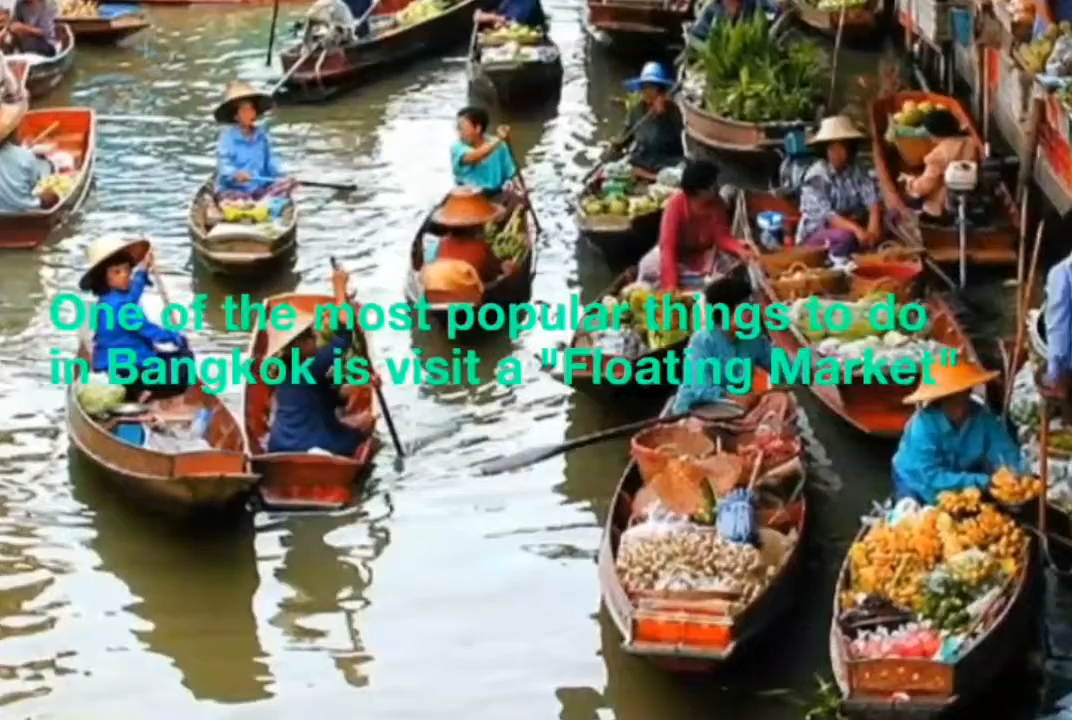 One of the most popular things to do
in Bangkok is visit a "Floating Market"